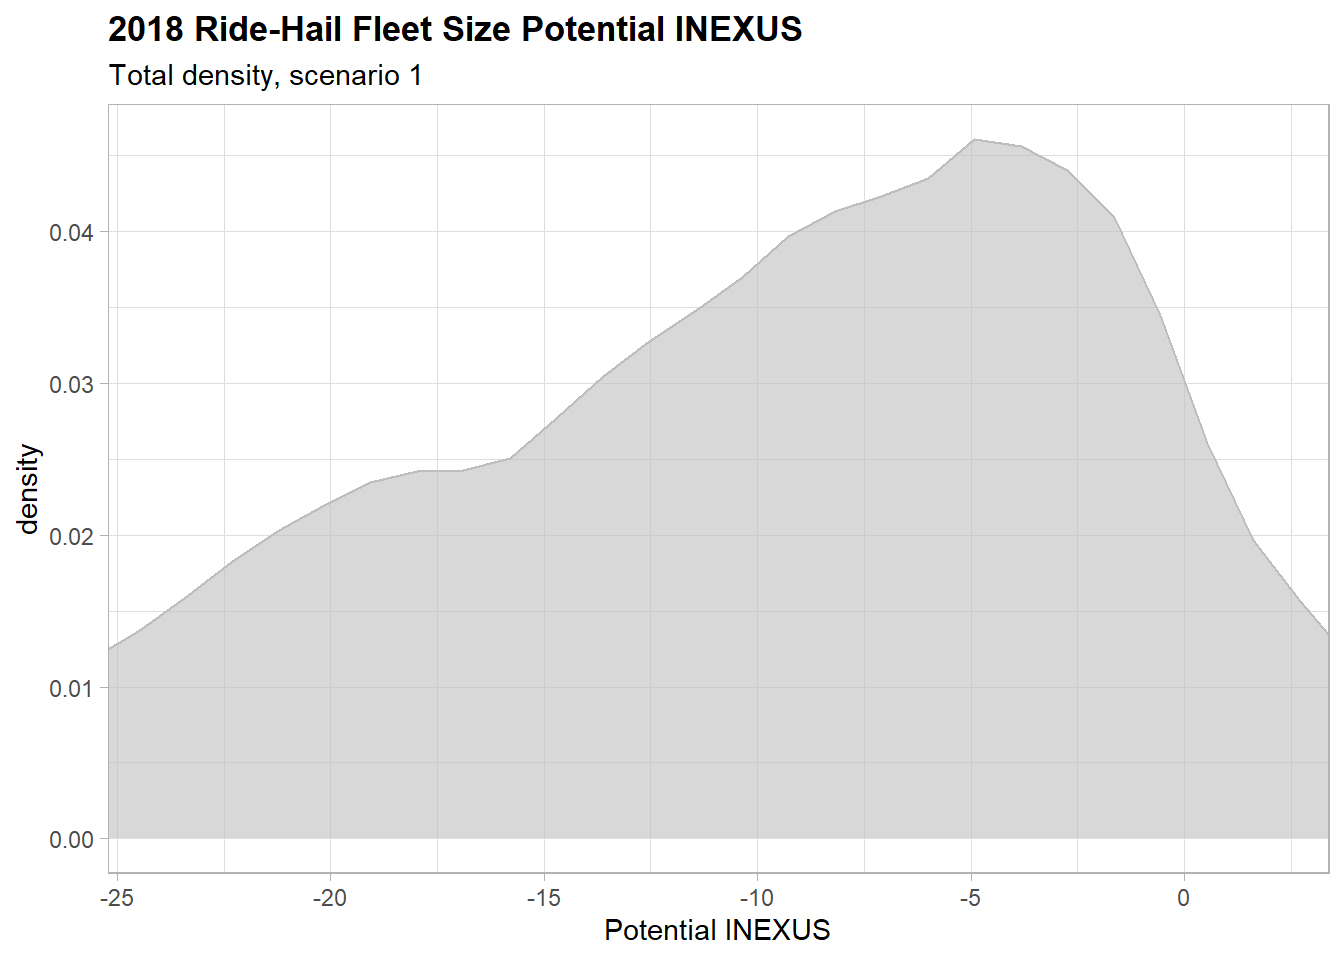 2018 Ride-Hail Fleet Size Potential INEXUS
Total density, scenario 1
density
0.04
0.03
0.02
0.01
0.00
-25 -20 -15 -10 -5 0
Potential INEXUS